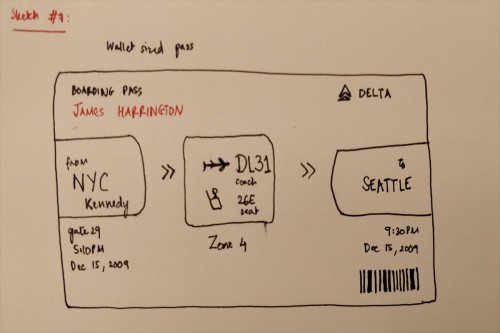 Sketch #7:
Wallet sized pass
BOARDING PASS
JAMES HARRINGTON
DELTA
from
NYC
Kennedy
»
DL31
coach
26E
seat
Zone 4
»
to
SEATTLE
gate 29
5:10PM
Dec 15, 2009
9:30PM
Dec 15, 2009